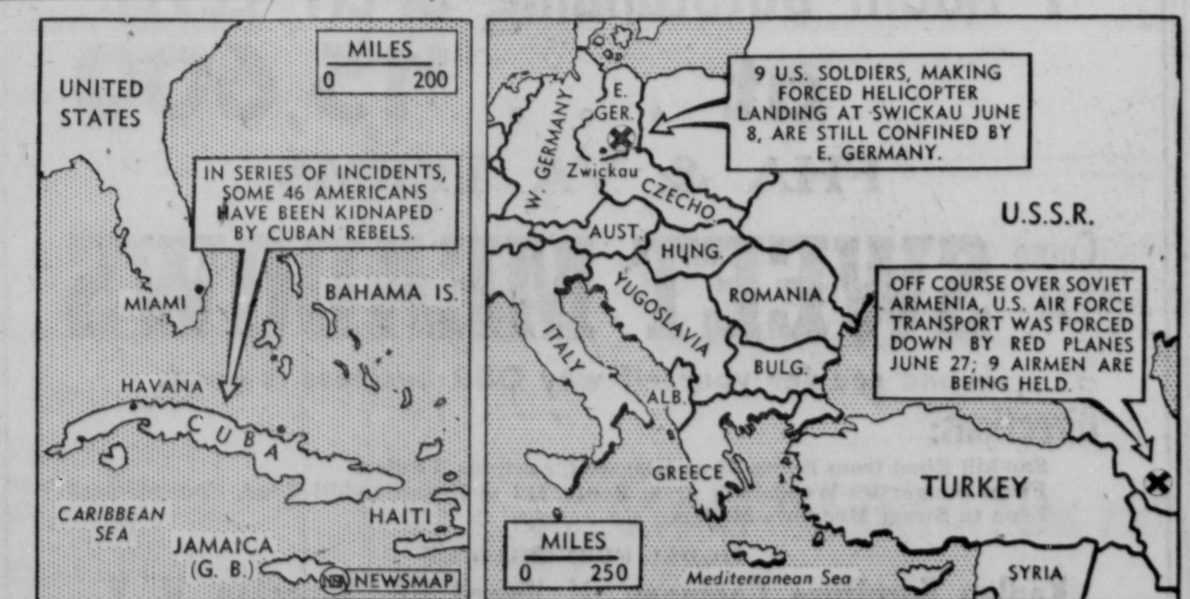 MILES
0 200
UNITED
STATES
IN SERIES OF INCIDENTS,
SOME 46 AMERICANS
HAVE BEEN KIDNAPED
BY CUBAN REBELS.
MIAMI
BAHAMA IS.
HAVANA
CUBA
CARIBBEAN
SEA
HAITI
JAMAICA
(G. B.)
NEA NEWSMAP
9 U.S. SOLDIERS, MAKING
FORCED HELICOPTER
LANDING AT SWICKAU JUNE
8, ARE STILL CONFINED BY
E. GERMANY.
E.
GER.
W. GERMANY
Zwickau
CZECHO.
U.S.S.R.
AUST.
HUNG.
OFF COURSE OVER SOVIET
ARMENIA, U.S. AIR FORCE
TRANSPORT WAS FORCED
DOWN BY RED PLANES
JUNE 27; 9 AIRMEN ARE
BEING HELD.
ROMANIA
YUGOSLAVIA
ITALY
BULG.
ALB.
GREECE
TURKEY
MILES
0 250
Mediterranean Sea
SYRIA